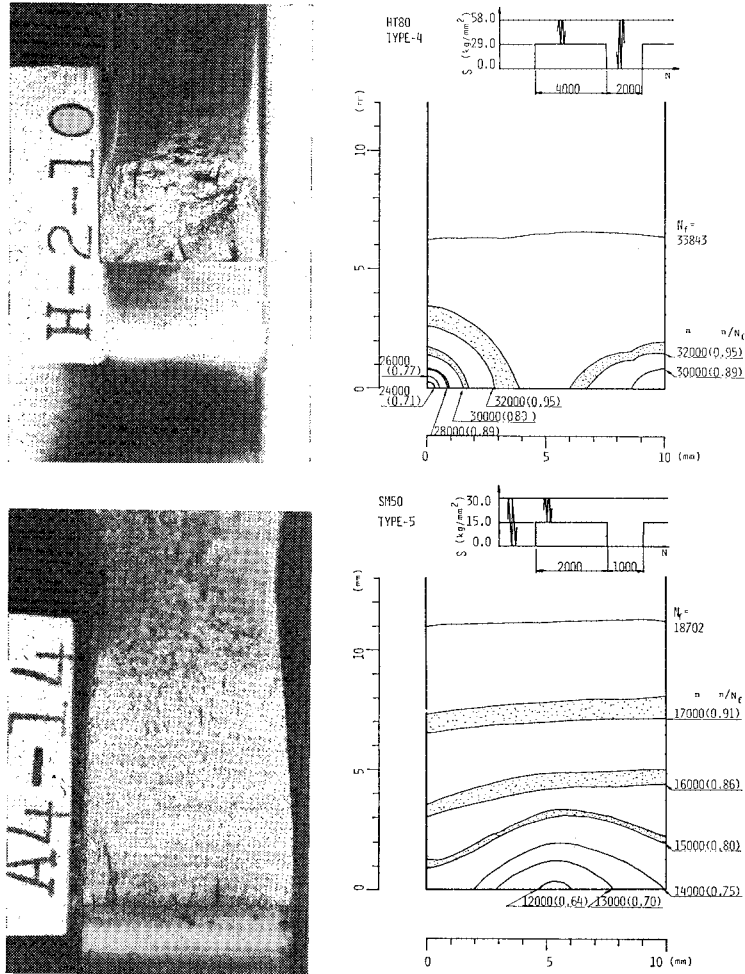 H-2-10
HT80
TYPE-4
S (kg/mm²)
58.0
29.0
0.0
N
4000
2000
(mm)
10
5
0
Nf=
33843
n n/Nf
32000(0.95)
30000(0.89)
26000
(0.77)
24000
(0.71)
32000(0.95)
30000(0.89)
28000(0.89)
0 5 10 (mm)
A4-14
SM50
TYPE-5
S (kg/mm²)
30.0
15.0
0.0
N
2000
1000
(mm)
10
5
0
Nf=
18702
n n/Nf
17000(0.91)
16000(0.86)
15000(0.80)
14000(0.75)
12000(0.64)
13000(0.70)
0 5 10 (mm)